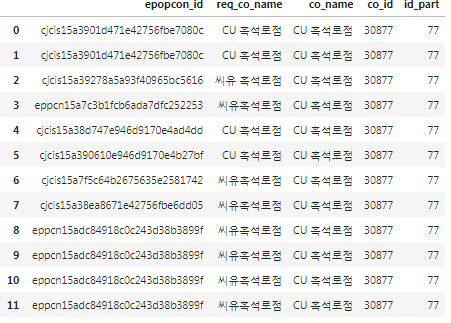 epopcon_id req_co_name co_name co_id id_part
0 cjcis15a3901d471e42756fbe7080c CU 흑석로점 CU 흑석로점 30877 77
1 cjcis15a3901d471e42756fbe7080c CU 흑석로점 CU 흑석로점 30877 77
2 cjcis15a39278a5a93f40965bc5616 씨유 흑석로점 CU 흑석로점 30877 77
3 eppcn15a7c3b1fcb6ada7dfc252253 씨유흑석로점 CU 흑석로점 30877 77
4 cjcis15a38d747e946d9170e4ad4dd CU 흑석로점 CU 흑석로점 30877 77
5 cjcis15a390610e946d9170e4b27bf CU 흑석로점 CU 흑석로점 30877 77
6 cjcis15a7f5c64b2675635e2581742 씨유흑석로점 CU 흑석로점 30877 77
7 cjcis15a38ea8671e42756fbe6dd05 씨유흑석로점 CU 흑석로점 30877 77
8 eppcn15adc84918c0c243d38b3899f 씨유흑석로점 CU 흑석로점 30877 77
9 eppcn15adc84918c0c243d38b3899f 씨유흑석로점 CU 흑석로점 30877 77
10 eppcn15adc84918c0c243d38b3899f 씨유흑석로점 CU 흑석로점 30877 77
11 eppcn15adc84918c0c243d38b3899f 씨유흑석로점 CU 흑석로점 30877 77